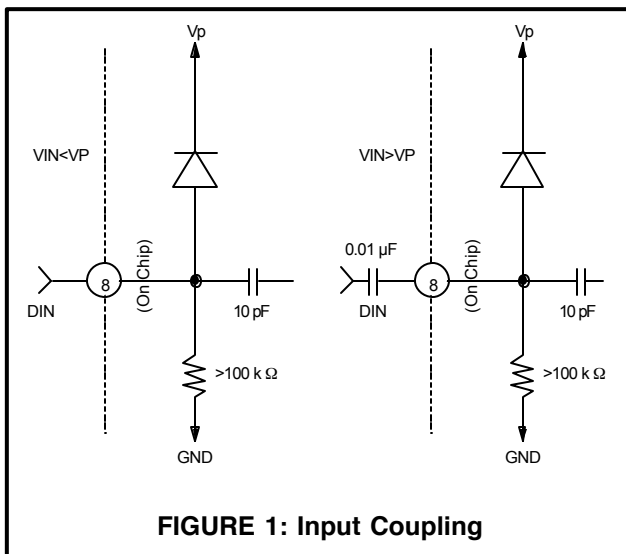 Vp
VIN<VP
8
DIN
(On Chip)
10 pF
>100 k Ω
GND
Vp
VIN>VP
0.01 µF
8
DIN
(On Chip)
10 pF
>100 k Ω
GND
FIGURE 1: Input Coupling